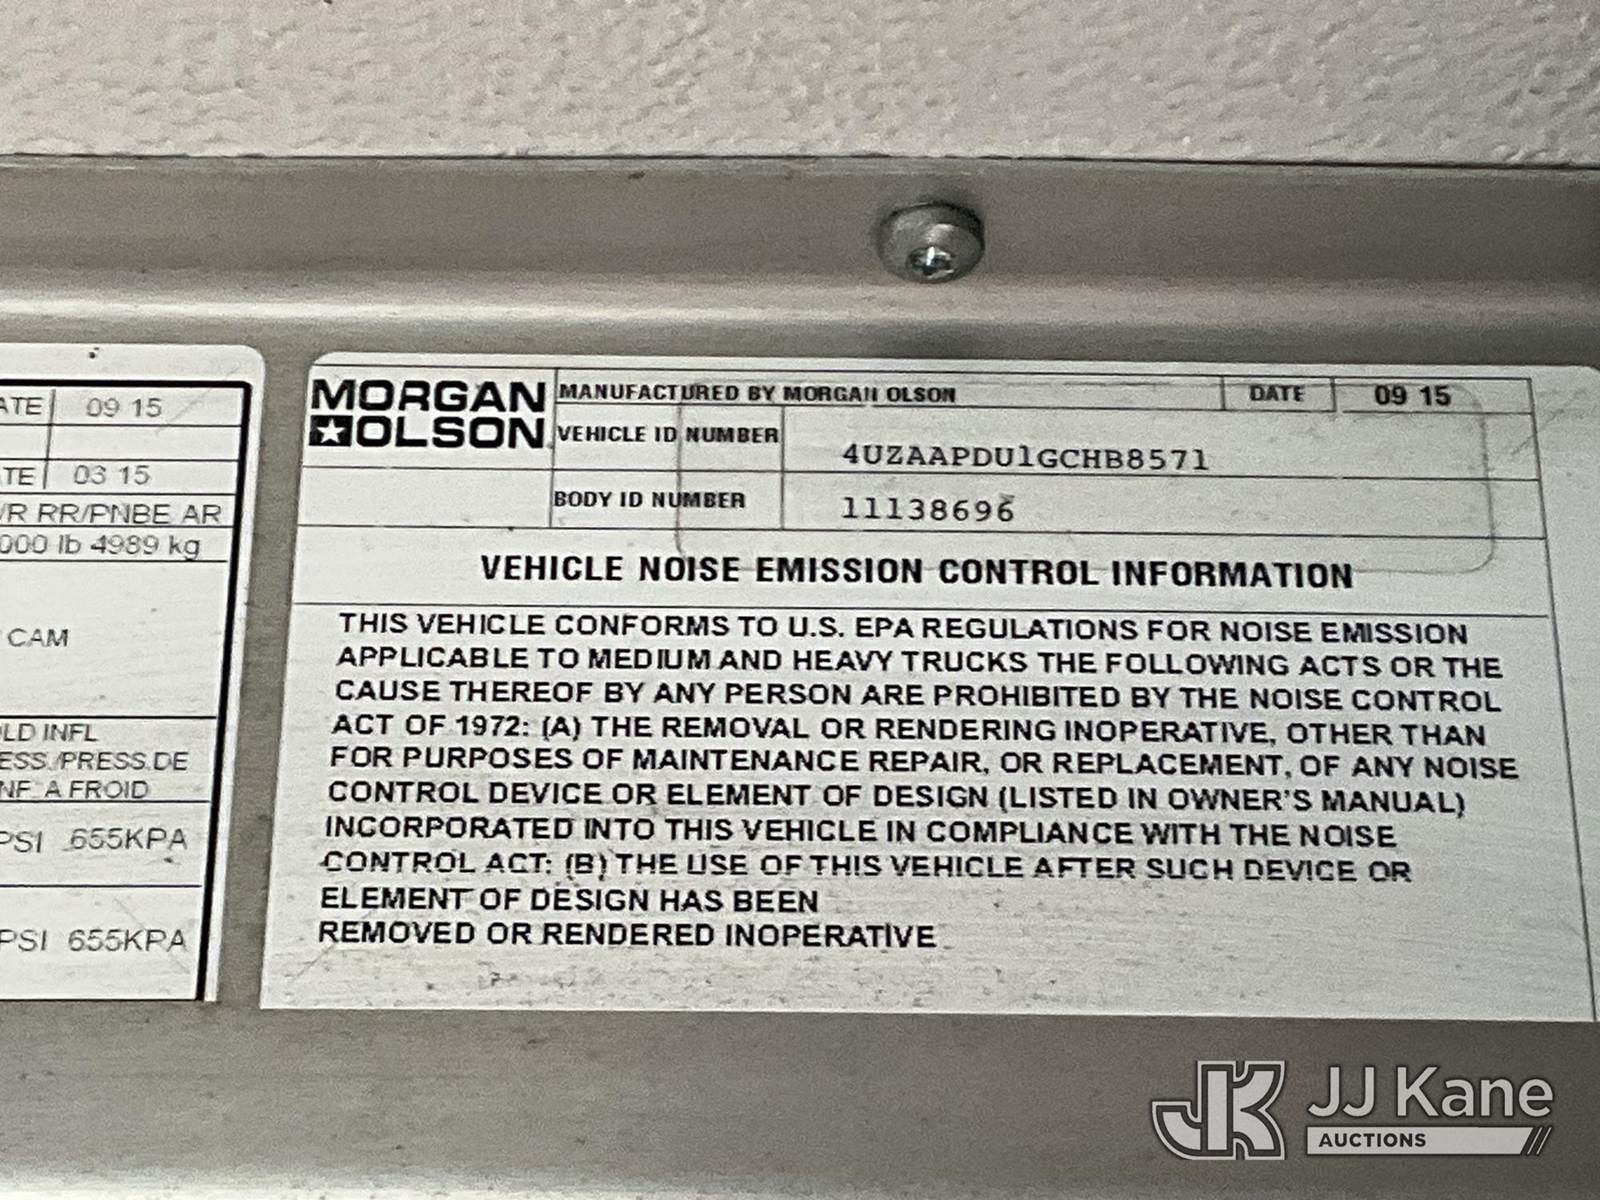 ATE 09 15
TE 03 15
/R RR/PNBE AR
000 lb 4989 kg
CAM
LD INFL
ESS./PRESS.DE
NF. A FROID
PSI 655KPA
PSI 655KPA
MORGAN
OLSON
MANUFACTURED BY MORGAN OLSON DATE 09 15
VEHICLE ID NUMBER 4UZAAPDU1GCHB8571
BODY ID NUMBER 11138696
VEHICLE NOISE EMISSION CONTROL INFORMATION
THIS VEHICLE CONFORMS TO U.S. EPA REGULATIONS FOR NOISE EMISSION
APPLICABLE TO MEDIUM AND HEAVY TRUCKS THE FOLLOWING ACTS OR THE
CAUSE THEREOF BY ANY PERSON ARE PROHIBITED BY THE NOISE CONTROL
ACT OF 1972: (A) THE REMOVAL OR RENDERING INOPERATIVE, OTHER THAN
FOR PURPOSES OF MAINTENANCE REPAIR, OR REPLACEMENT, OF ANY NOISE
CONTROL DEVICE OR ELEMENT OF DESIGN (LISTED IN OWNER'S MANUAL)
INCORPORATED INTO THIS VEHICLE IN COMPLIANCE WITH THE NOISE
CONTROL ACT: (B) THE USE OF THIS VEHICLE AFTER SUCH DEVICE OR
ELEMENT OF DESIGN HAS BEEN
REMOVED OR RENDERED INOPERATIVE
JK JJ Kane
AUCTIONS